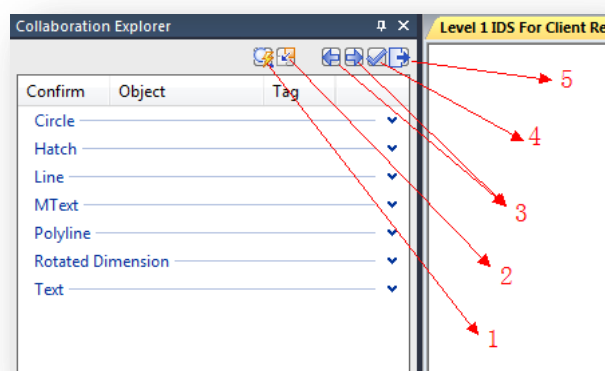 Collaboration Explorer
Level 1 IDS For Client Re
Confirm Object Tag
Circle
Hatch
Line
MText
Polyline
Rotated Dimension
Text
5
4
3
2
1